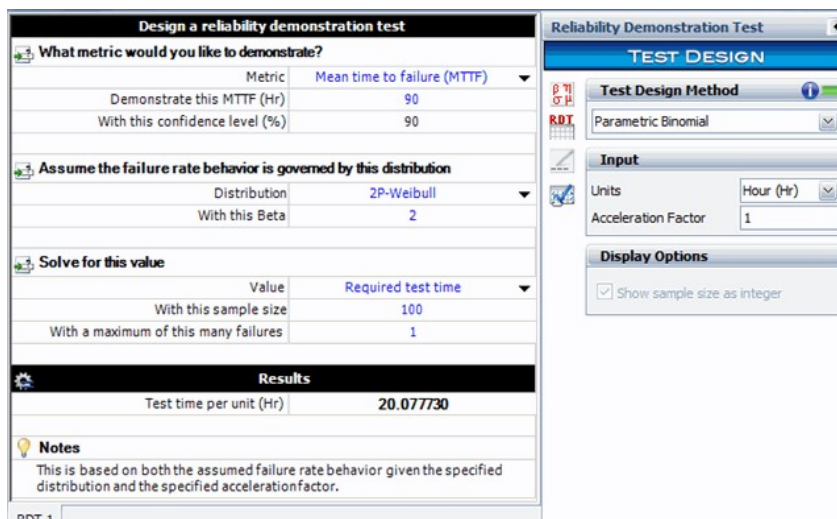 Design a reliability demonstration test
What metric would you like to demonstrate?
Metric Mean time to failure (MTTF)
Demonstrate this MTTF (Hr) 90
With this confidence level (%) 90
Assume the failure rate behavior is governed by this distribution
Distribution 2P-Weibull
With this Beta 2
Solve for this value
Value Required test time
With this sample size 100
With a maximum of this many failures 1
Results
Test time per unit (Hr) 20.077730
Notes
This is based on both the assumed failure rate behavior given the specified
distribution and the specified acceleration factor.
Reliability Demonstration Test
TEST DESIGN
β η
σ μ
RDT
Test Design Method
Parametric Binomial
Input
Units Hour (Hr)
Acceleration Factor 1
Display Options
Show sample size as integer